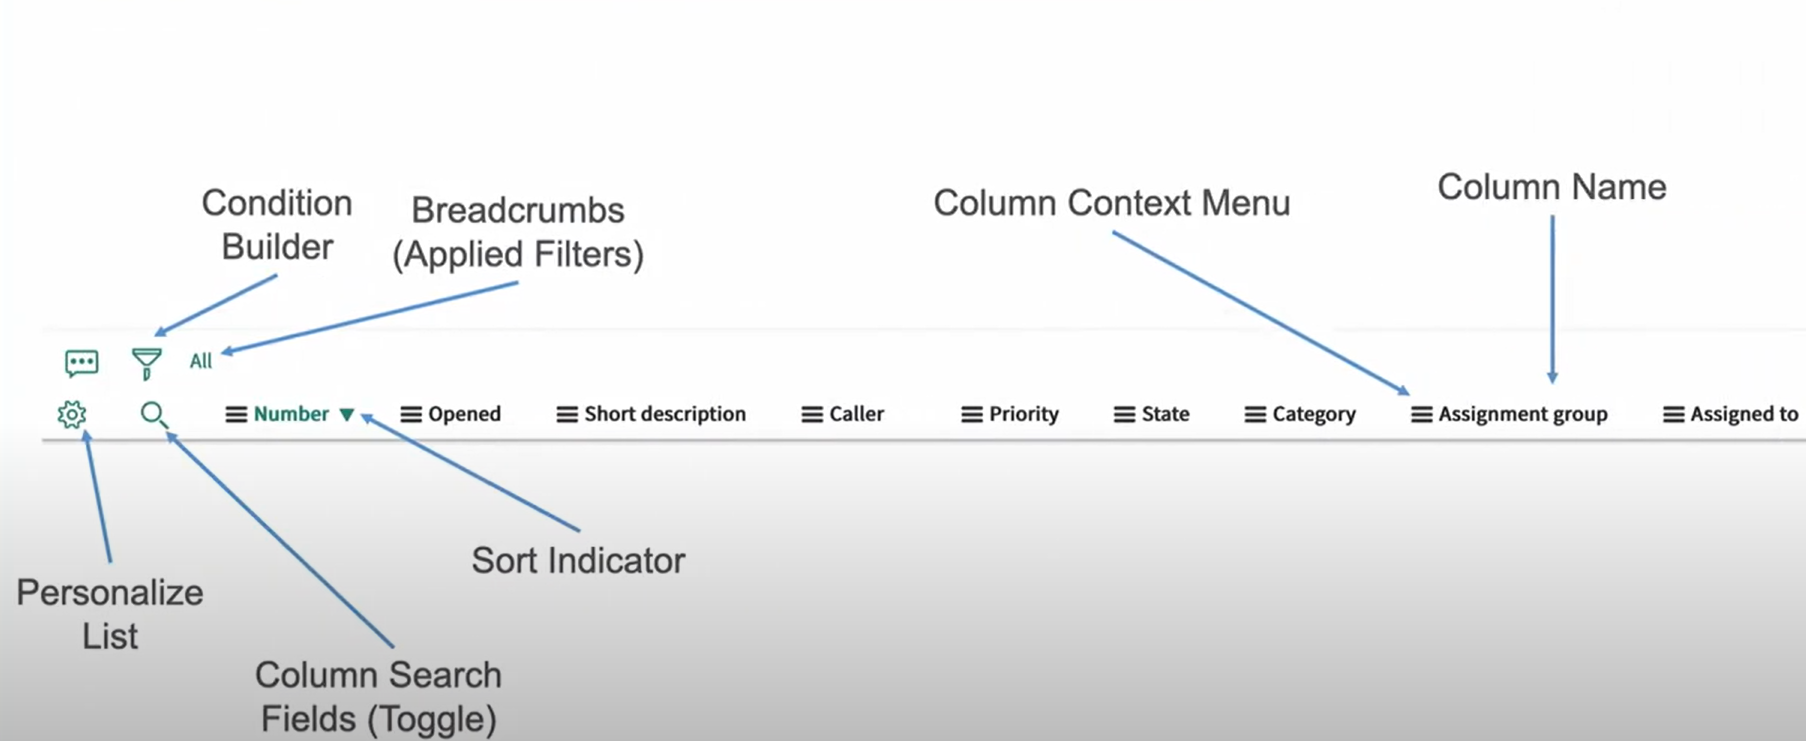 Condition
Builder
Breadcrumbs
(Applied Filters)
Column Context Menu
Column Name
All
Number
Opened
Short description
Caller
Priority
State
Category
Assignment group
Assigned to
Sort Indicator
Personalize
List
Column Search
Fields (Toggle)